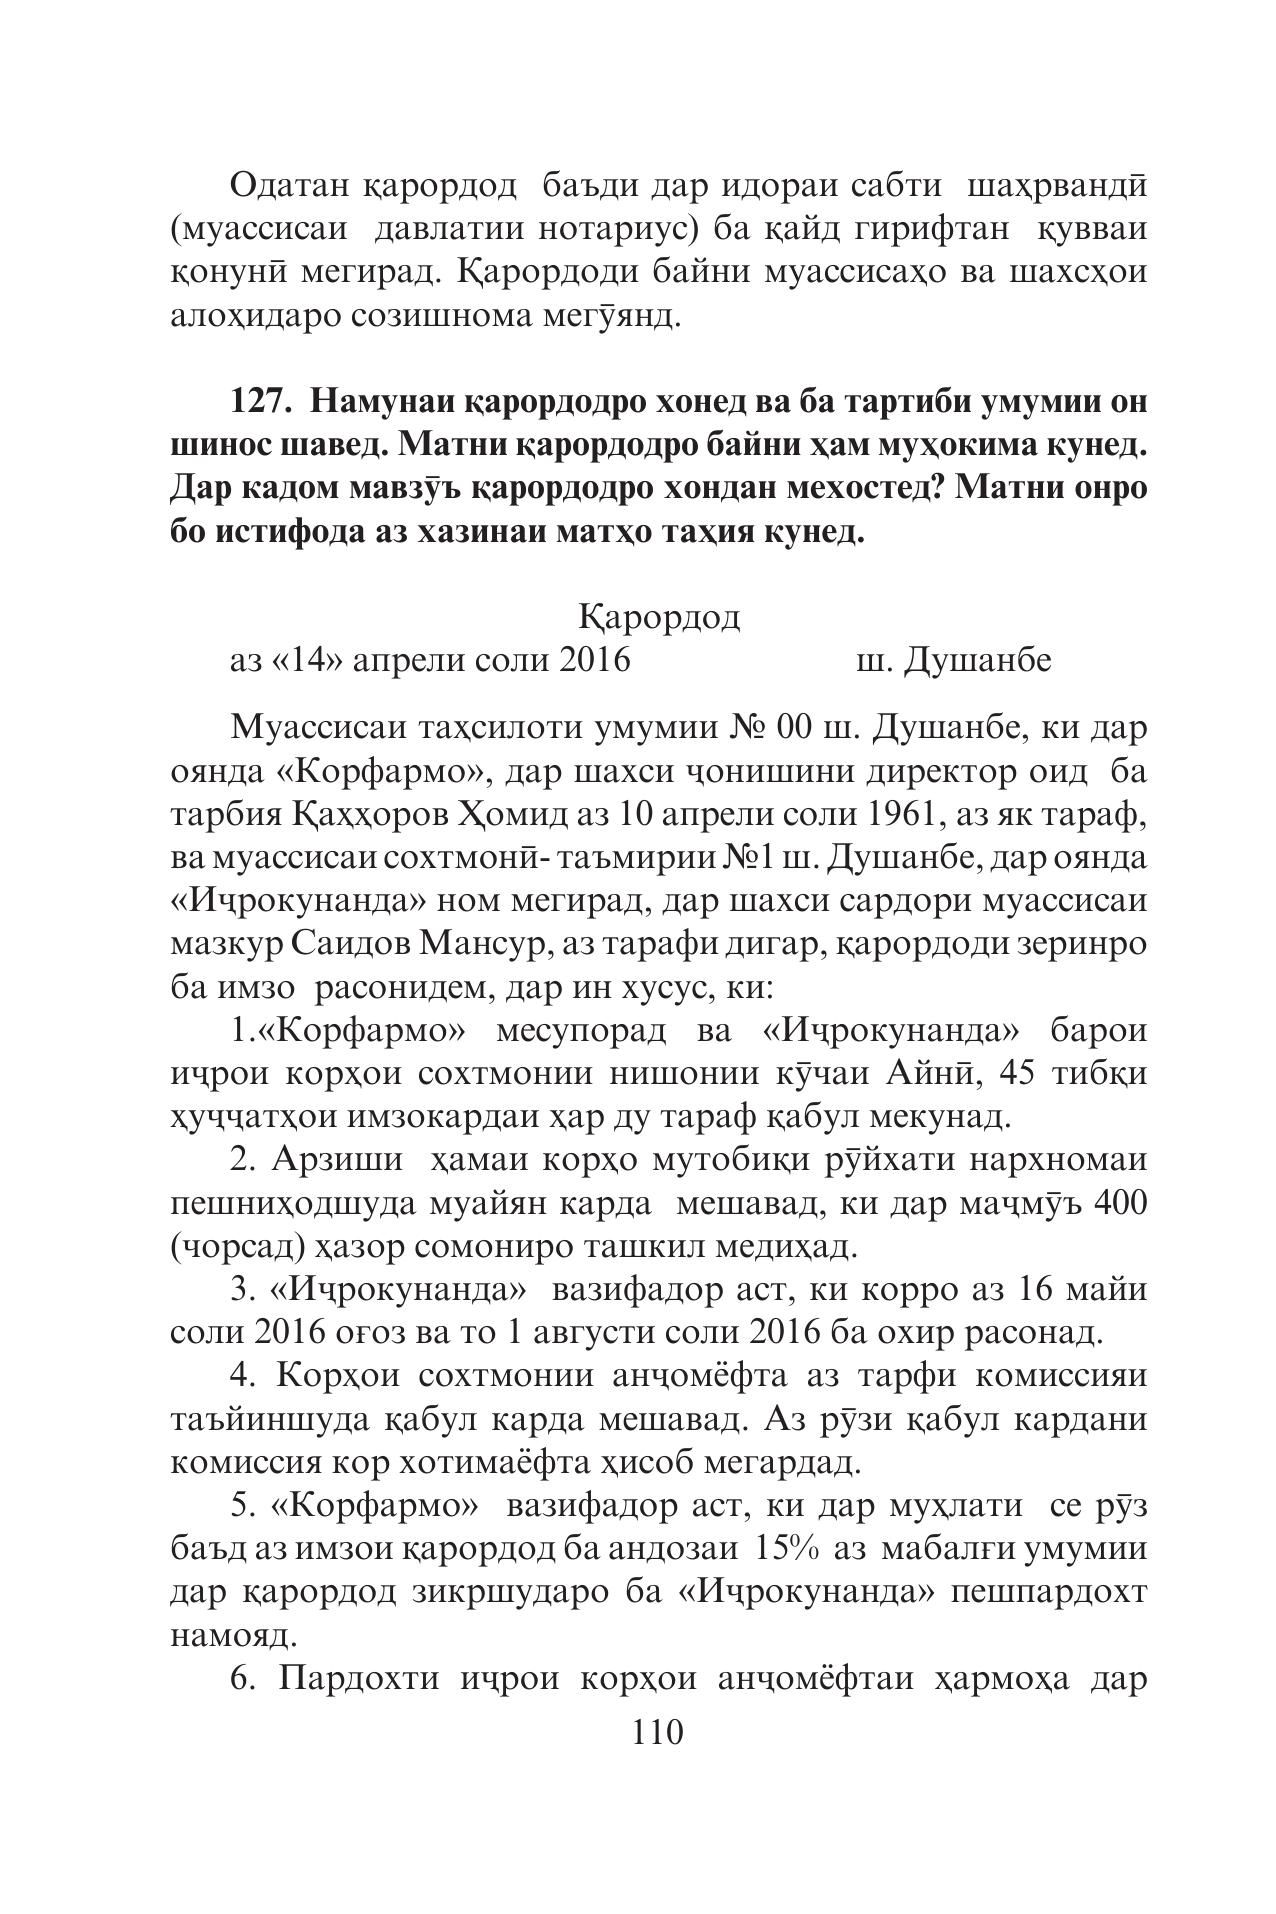 Одатан қарордод баъди дар идораи сабти шаҳрвандӣ
(муассисаи давлатии нотариус) ба қайд гирифтан қувваи
қонунӣ мегирад. Қарордоди байни муассисаҳо ва шахсҳои
алоҳидаро созишнома мегӯянд.
127. Намунаи қарордодро хонед ва ба тартиби умумии он
шинос шавед. Матни қарордодро байни ҳам муҳокима кунед.
Дар кадом мавзӯъ қарордодро хондан мехостед? Матни онро
бо истифода аз хазинаи матҳо таҳия кунед.
Қарордод
аз «14» апрели соли 2016 ш. Душанбе
Муассисаи таҳсилоти умумии № 00 ш. Душанбе, ки дар
оянда «Корфармо», дар шахси ҷонишини директор оид ба
тарбия Қаҳҳоров Ҳомид аз 10 апрели соли 1961, аз як тараф,
ва муассисаи сохтмонӣ- таъмирии №1 ш. Душанбе, дар оянда
«Иҷрокунанда» ном мегирад, дар шахси сардори муассисаи
мазкур Саидов Мансур, аз тарафи дигар, қарордоди зеринро
ба имзо расонидем, дар ин хусус, ки:
1.«Корфармо» месупорад ва «Иҷрокунанда» барои
иҷрои корҳои сохтмонии нишонии кӯчаи Айнӣ, 45 тибқи
ҳуҷҷатҳои имзокардаи ҳар ду тараф қабул мекунад.
2. Арзиши ҳамаи корҳо мутобиқи рӯйхати нархномаи
пешниҳодшуда муайян карда мешавад, ки дар маҷмӯъ 400
(чорсад) ҳазор сомониро ташкил медиҳад.
3. «Иҷрокунанда» вазифадор аст, ки корро аз 16 майи
соли 2016 оғоз ва то 1 августи соли 2016 ба охир расонад.
4. Корҳои сохтмонии анҷомёфта аз тарфи комиссияи
таъйиншуда қабул карда мешавад. Аз рӯзи қабул кардани
комиссия кор хотимаёфта ҳисоб мегардад.
5. «Корфармо» вазифадор аст, ки дар муҳлати се рӯз
баъд аз имзои қарордод ба андозаи 15% аз мабалғи умумии
дар қарордод зикршударо ба «Иҷрокунанда» пешпардохт
намояд.
6. Пардохти иҷрои корҳои анҷомёфтаи ҳармоҳа дар
110